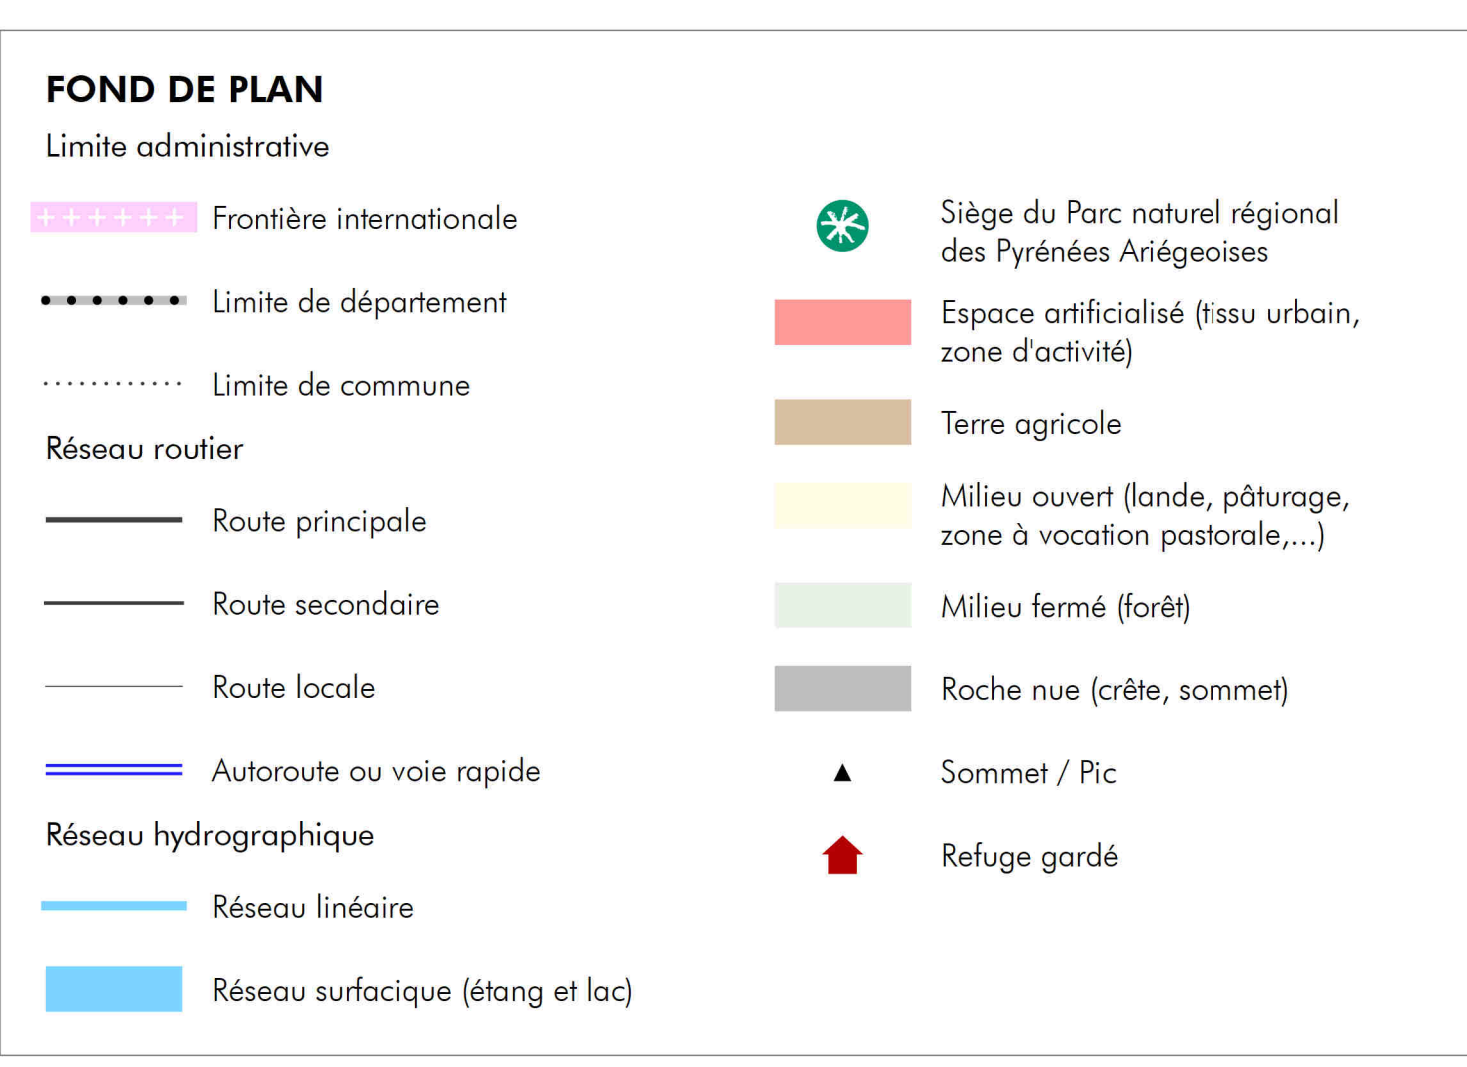 FOND DE PLAN
Limite administrative
Frontière internationale
Limite de département
Limite de commune
Réseau routier
Route principale
Route secondaire
Route locale
Autoroute ou voie rapide
Réseau hydrographique
Réseau linéaire
Réseau surfacique (étang et lac)
Siège du Parc naturel régional
des Pyrénées Ariégeoises
Espace artificialisé (tissu urbain,
zone d'activité)
Terre agricole
Milieu ouvert (lande, pâturage,
zone à vocation pastorale,...)
Milieu fermé (forêt)
Roche nue (crête, sommet)
Sommet / Pic
Refuge gardé